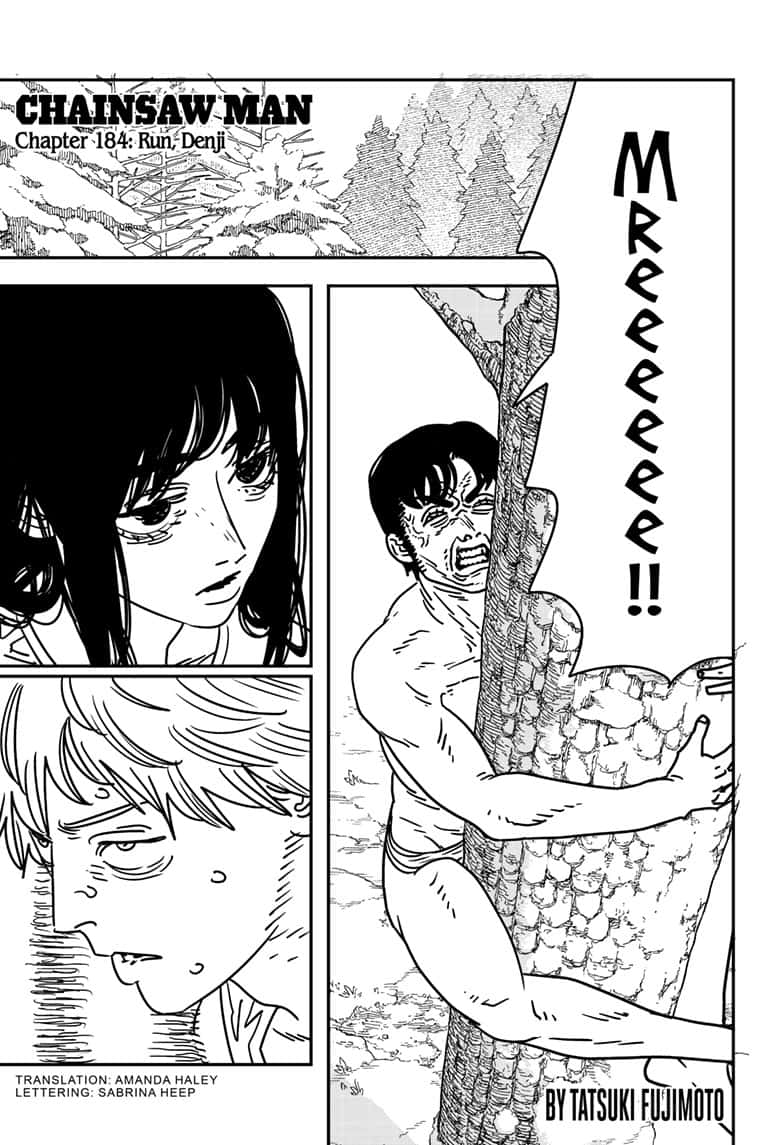 CHAINSAW MAN
Chapter 184: Run, Denji
MREEEEEEE!!
TRANSLATION: AMANDA HALEY
LETTERING: SABRINA HEEP
BY TATSUKI FUJIMOTO